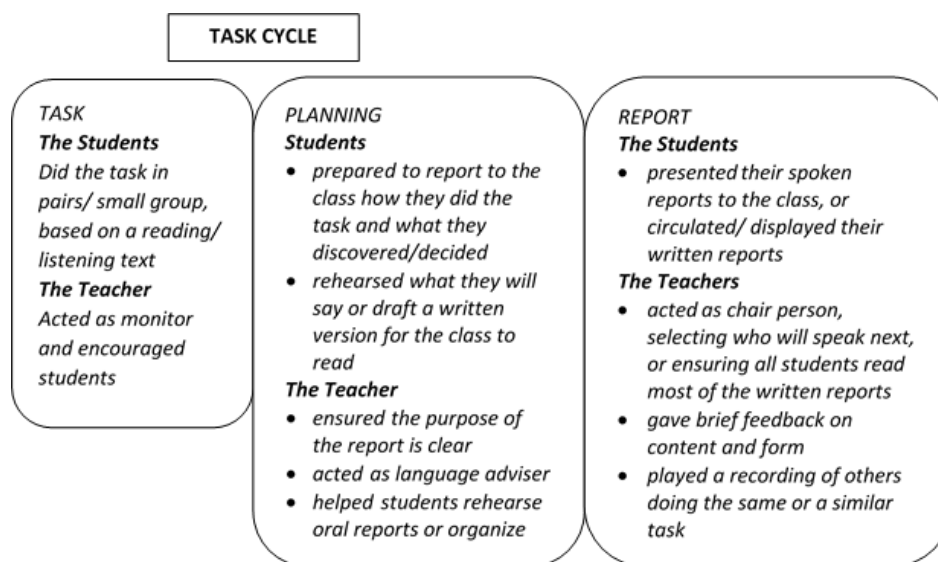 TASK CYCLE
TASK
The Students
Did the task in
pairs/ small group,
based on a reading/
listening text
The Teacher
Acted as monitor
and encouraged
students
PLANNING
Students
• prepared to report to the
class how they did the
task and what they
discovered/decided
• rehearsed what they will
say or draft a written
version for the class to
read
The Teacher
• ensured the purpose of
the report is clear
• acted as language adviser
• helped students rehearse
oral reports or organize
REPORT
The Students
• presented their spoken
reports to the class, or
circulated/ displayed their
written reports
The Teachers
• acted as chair person,
selecting who will speak next,
or ensuring all students read
most of the written reports
• gave brief feedback on
content and form
• played a recording of others
doing the same or a similar
task